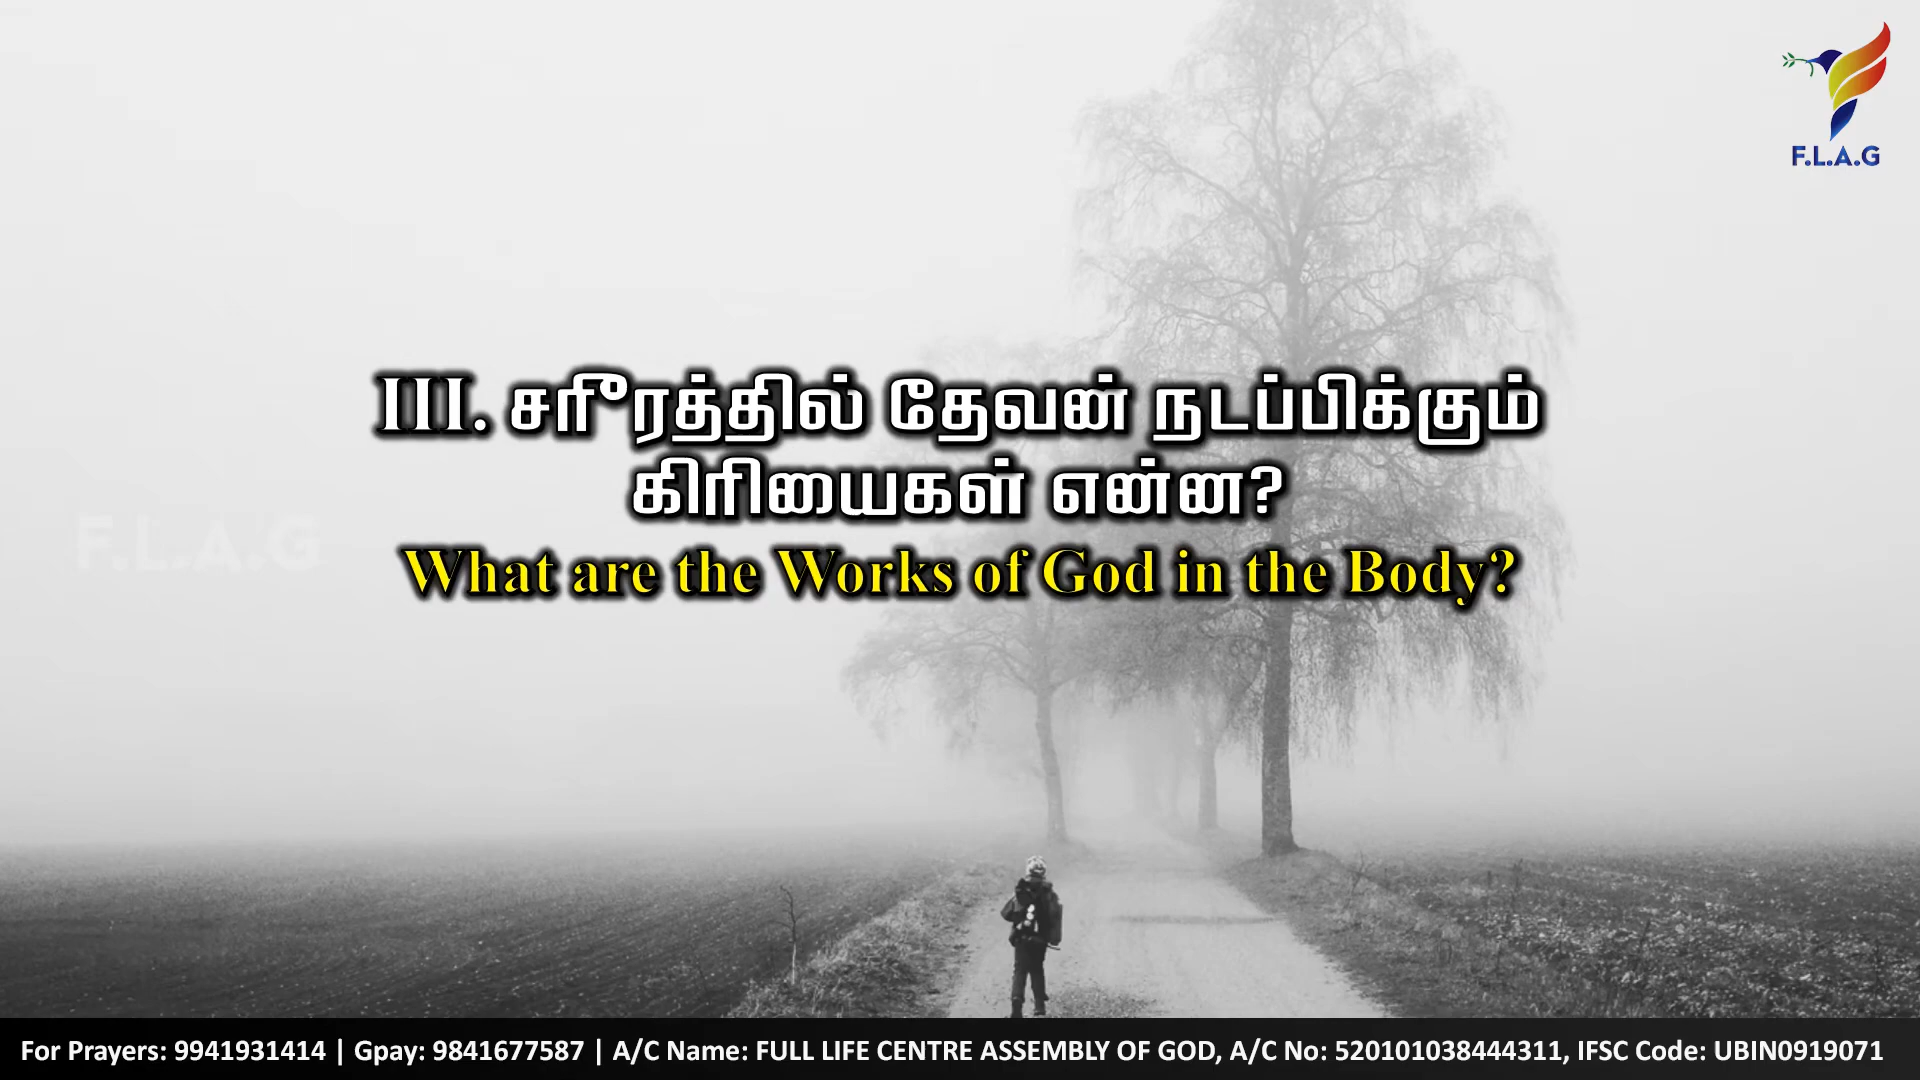 F.L.A.G
III. சரீரத்தில் தேவன் நடப்பிக்கும்
கிரியைகள் என்ன?
F.L.A.G
What are the Works of God in the Body?
For Prayers: 9941931414 | Gpay: 9841677587 | A/C Name: FULL LIFE CENTRE ASSEMBLY OF GOD, A/C No: 520101038444311, IFSC Code: UBIN0919071